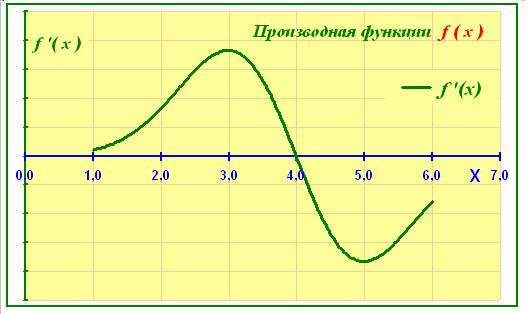 Производная функции f ( x )
f '( x )
f '(x)
0,0 1,0 2,0 3,0 4,0 5,0 6,0 X 7,0